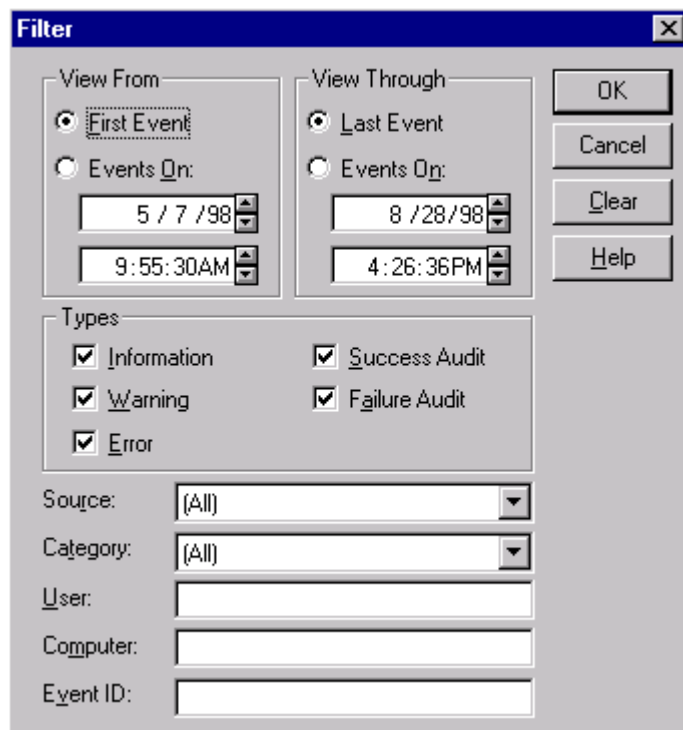 Filter
View From
First Event
Events On:
5 / 7 /98
9:55:30AM
View Through
Last Event
Events On:
8 /28/98
4:26:36PM
OK
Cancel
Clear
Help
Types
Information
Success Audit
Warning
Failure Audit
Error
Source: (All)
Category: (All)
User:
Computer:
Event ID: